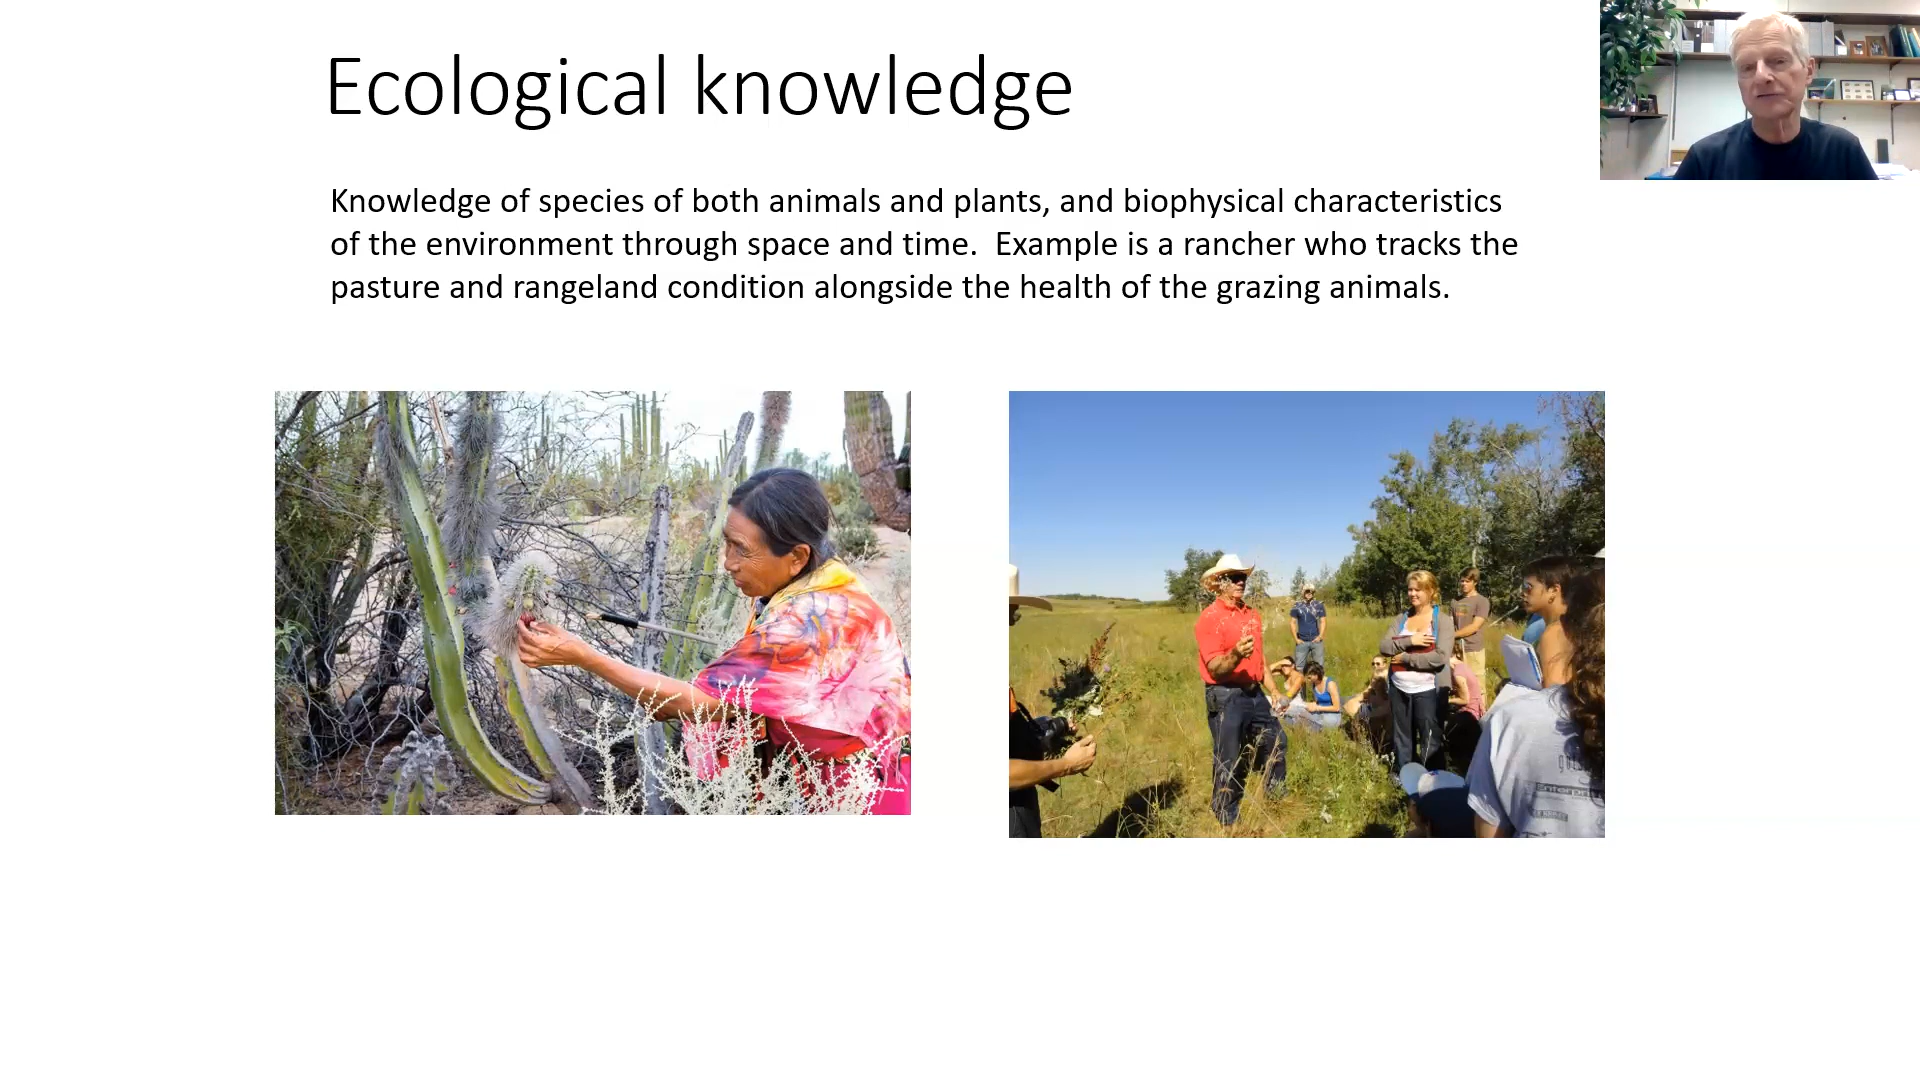 Ecological knowledge
Knowledge of species of both animals and plants, and biophysical characteristics
of the environment through space and time.  Example is a rancher who tracks the
pasture and rangeland condition alongside the health of the grazing animals.